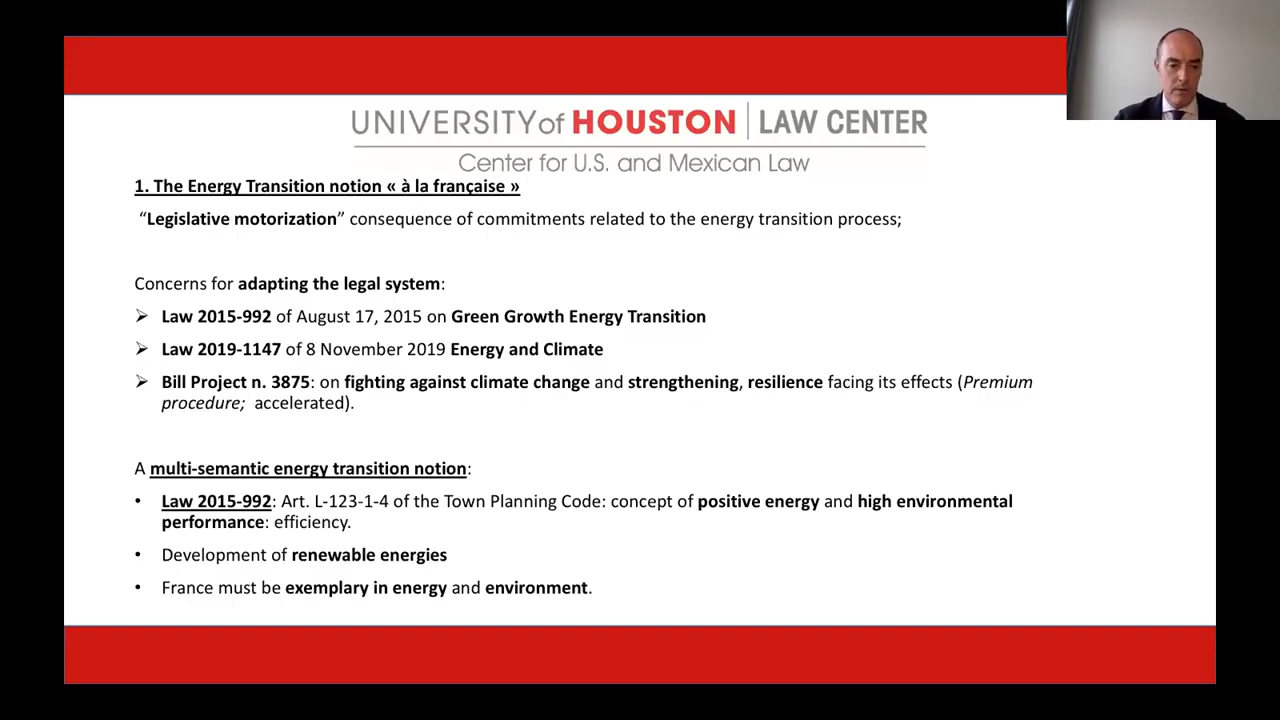 UNIVERSITY of HOUSTON | LAW CENTER
Center for U.S. and Mexican Law
1. The Energy Transition notion « à la française »
“Legislative motorization” consequence of commitments related to the energy transition process;
Concerns for adapting the legal system:
➢ Law 2015-992 of August 17, 2015 on Green Growth Energy Transition
➢ Law 2019-1147 of 8 November 2019 Energy and Climate
➢ Bill Project n. 3875: on fighting against climate change and strengthening, resilience facing its effects (Premium
procedure; accelerated).
A multi-semantic energy transition notion:
• Law 2015-992: Art. L-123-1-4 of the Town Planning Code: concept of positive energy and high environmental
performance: efficiency.
• Development of renewable energies
• France must be exemplary in energy and environment.